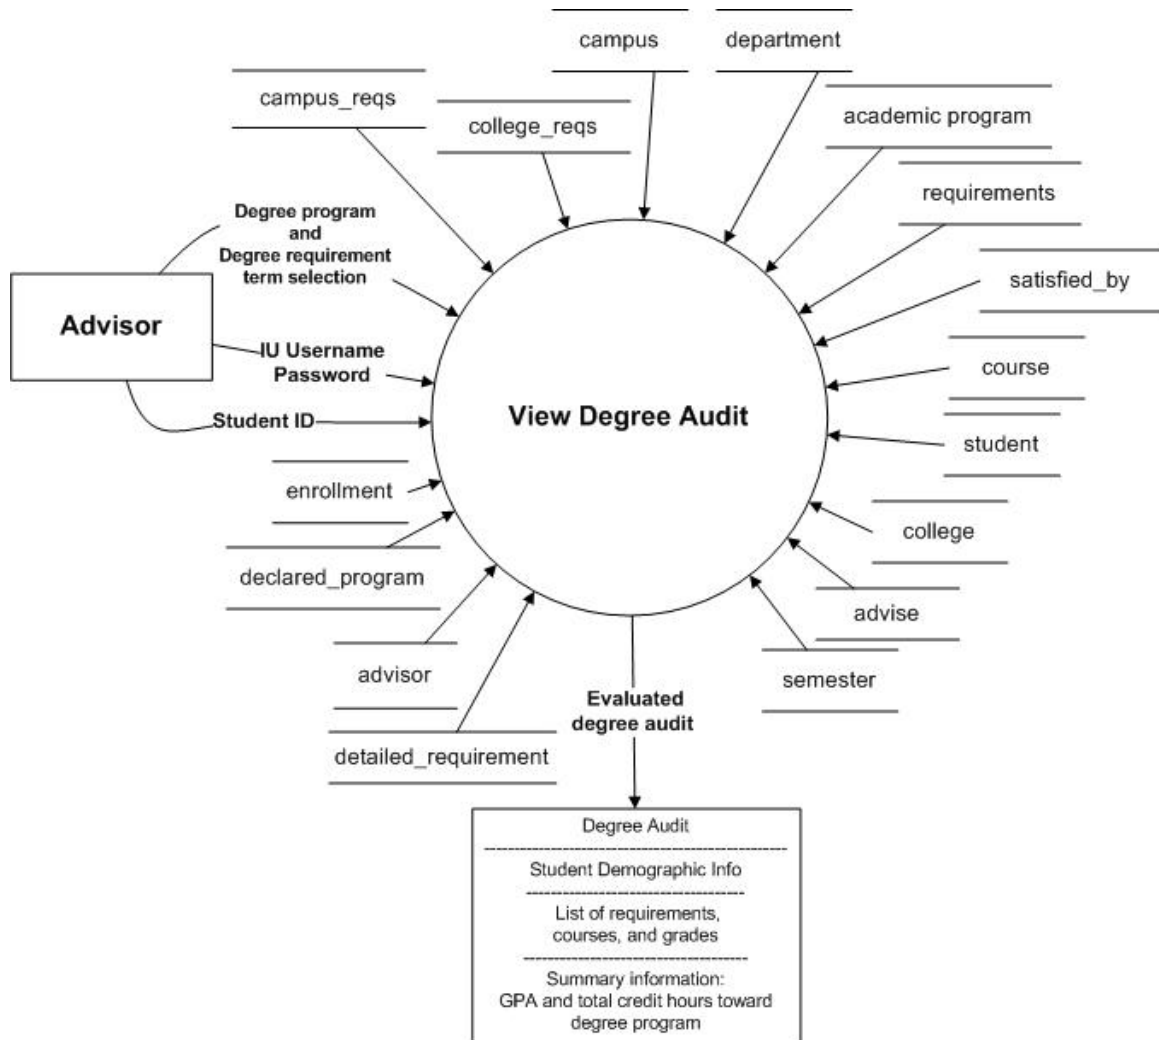 campus
department
campus_reqs
college_reqs
academic program
requirements
Degree program
and
Degree requirement
term selection
satisfied_by
Advisor
IU Username
Password
course
View Degree Audit
Student ID
student
enrollment
college
declared_program
advise
advisor
semester
Evaluated
degree audit
detailed_requirement
Degree Audit
Student Demographic Info
List of requirements,
courses, and grades
Summary information:
GPA and total credit hours toward
degree program